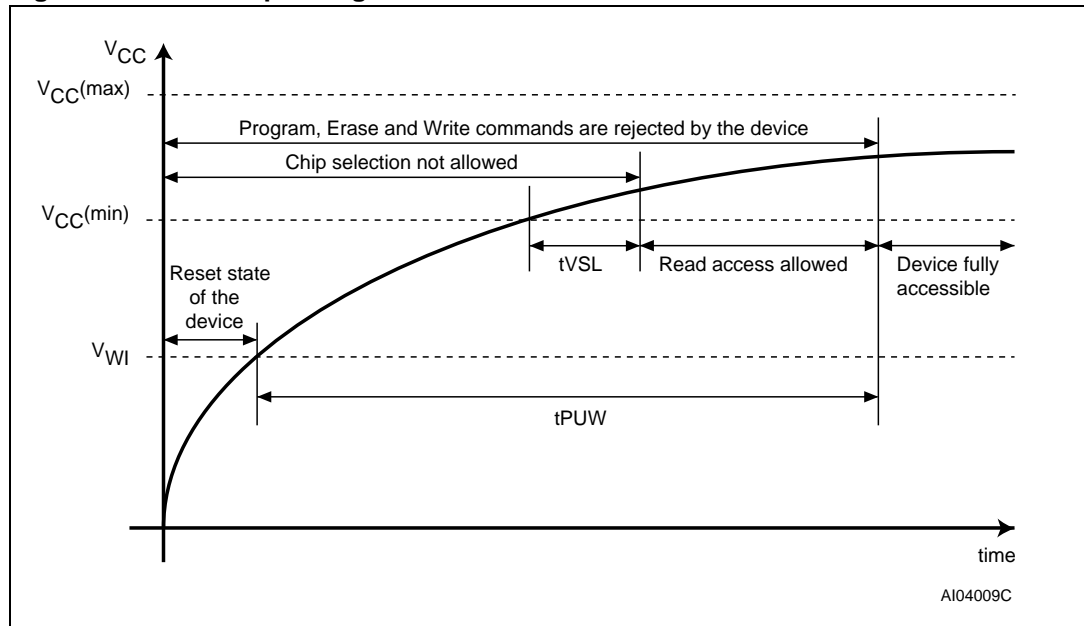 VCC
VCC(max)
Program, Erase and Write commands are rejected by the device
Chip selection not allowed
VCC(min)
tVSL
Read access allowed
Device fully
accessible
Reset state
of the
device
VWI
tPUW
time
AI04009C